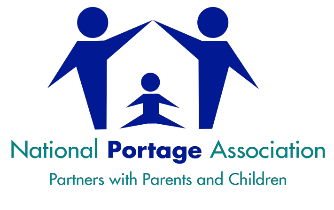 National Portage Association
Partners with Parents and Children